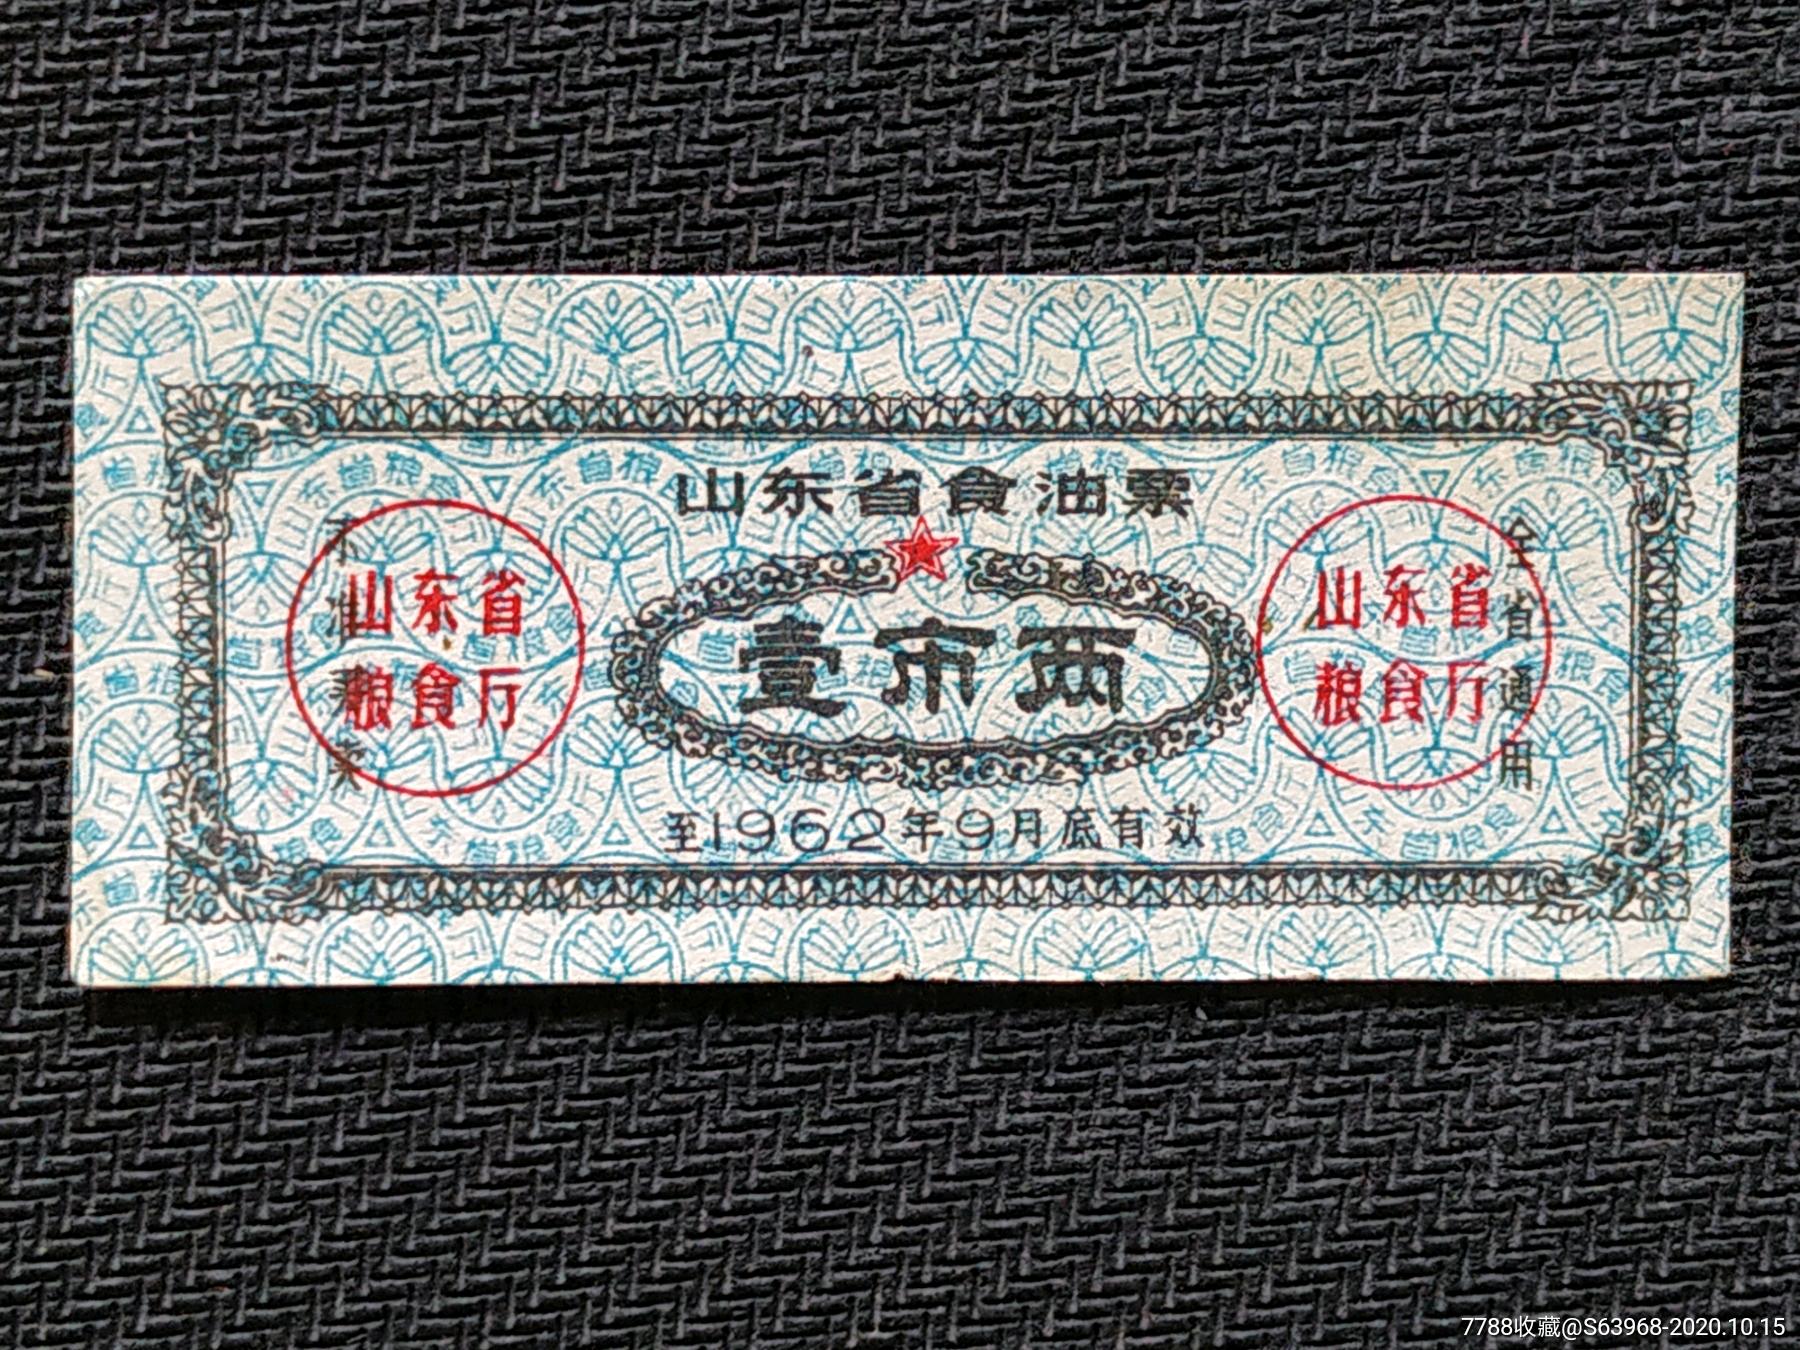 山东省食油票
壹市两
至1962年9月底有效
不准买卖
全省通用
山东省
粮食厅
山东省
粮食厅
7788收藏@S63968-2020.10.15